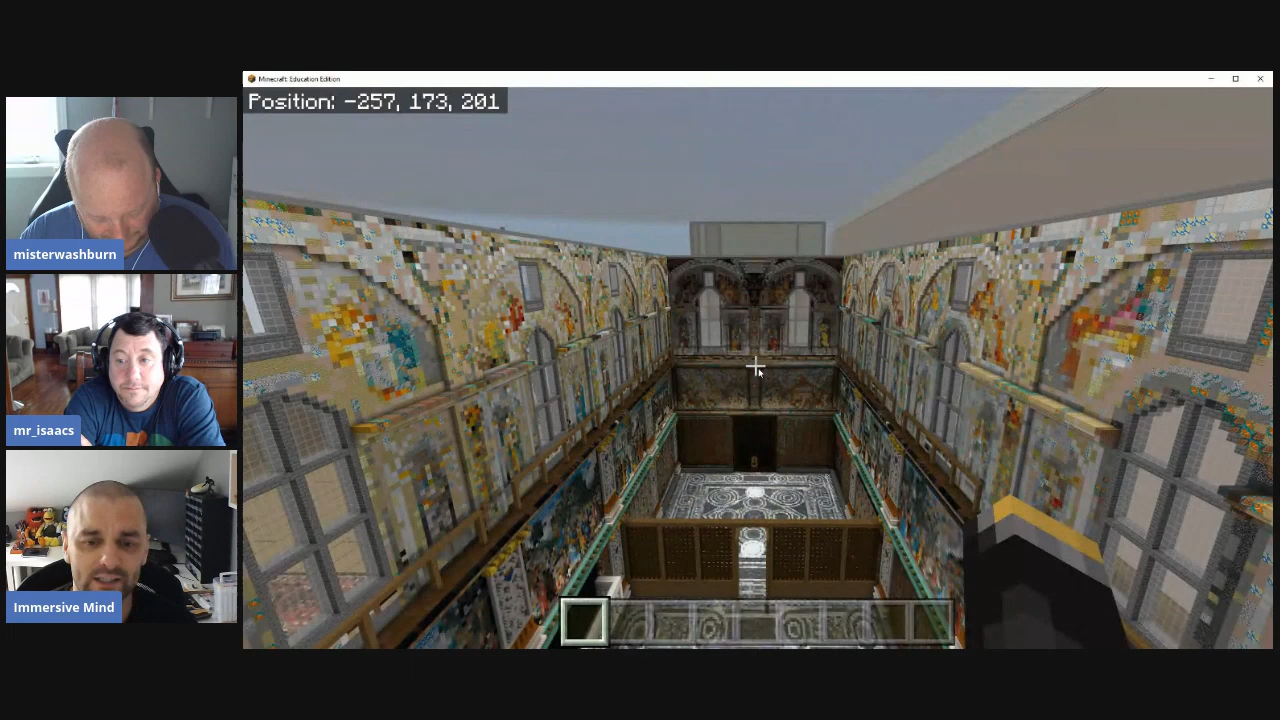 Minecraft: Education Edition
Position: -257, 173, 201
misterwashburn
mr_isaacs
Immersive Mind